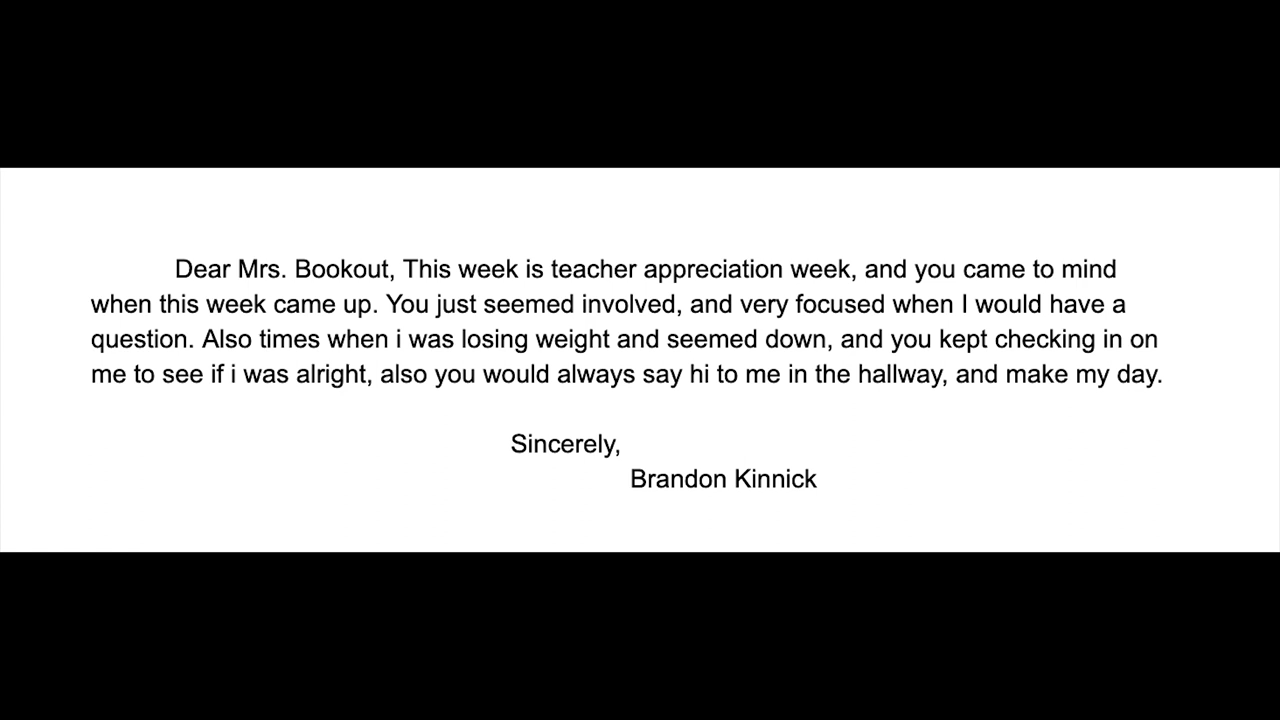 Dear Mrs. Bookout, This week is teacher appreciation week, and you came to mind
when this week came up. You just seemed involved, and very focused when I would have a
question. Also times when i was losing weight and seemed down, and you kept checking in on
me to see if i was alright, also you would always say hi to me in the hallway, and make my day.
Sincerely,
Brandon Kinnick